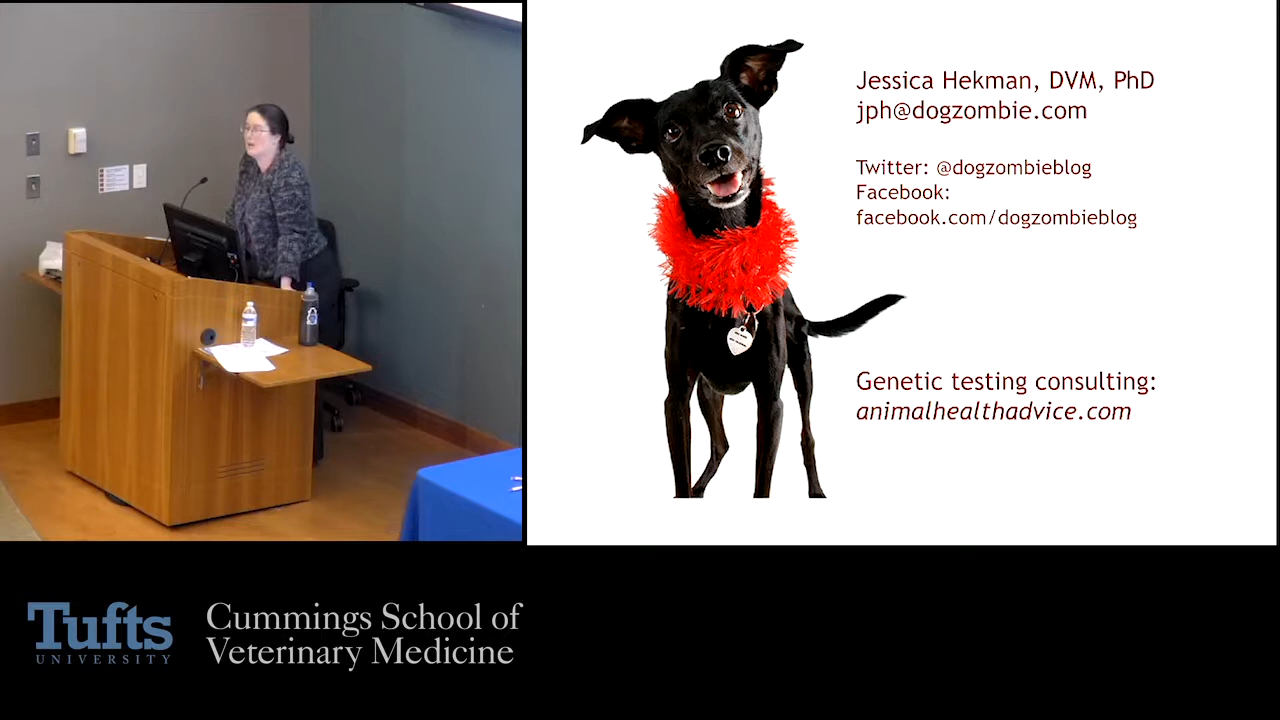 Jessica Hekman, DVM, PhD
jph@dogzombie.com
Twitter: @dogzombieblog
Facebook:
facebook.com/dogzombieblog
Genetic testing consulting:
animalhealthadvice.com
Tufts
UNIVERSITY
Cummings School of
Veterinary Medicine